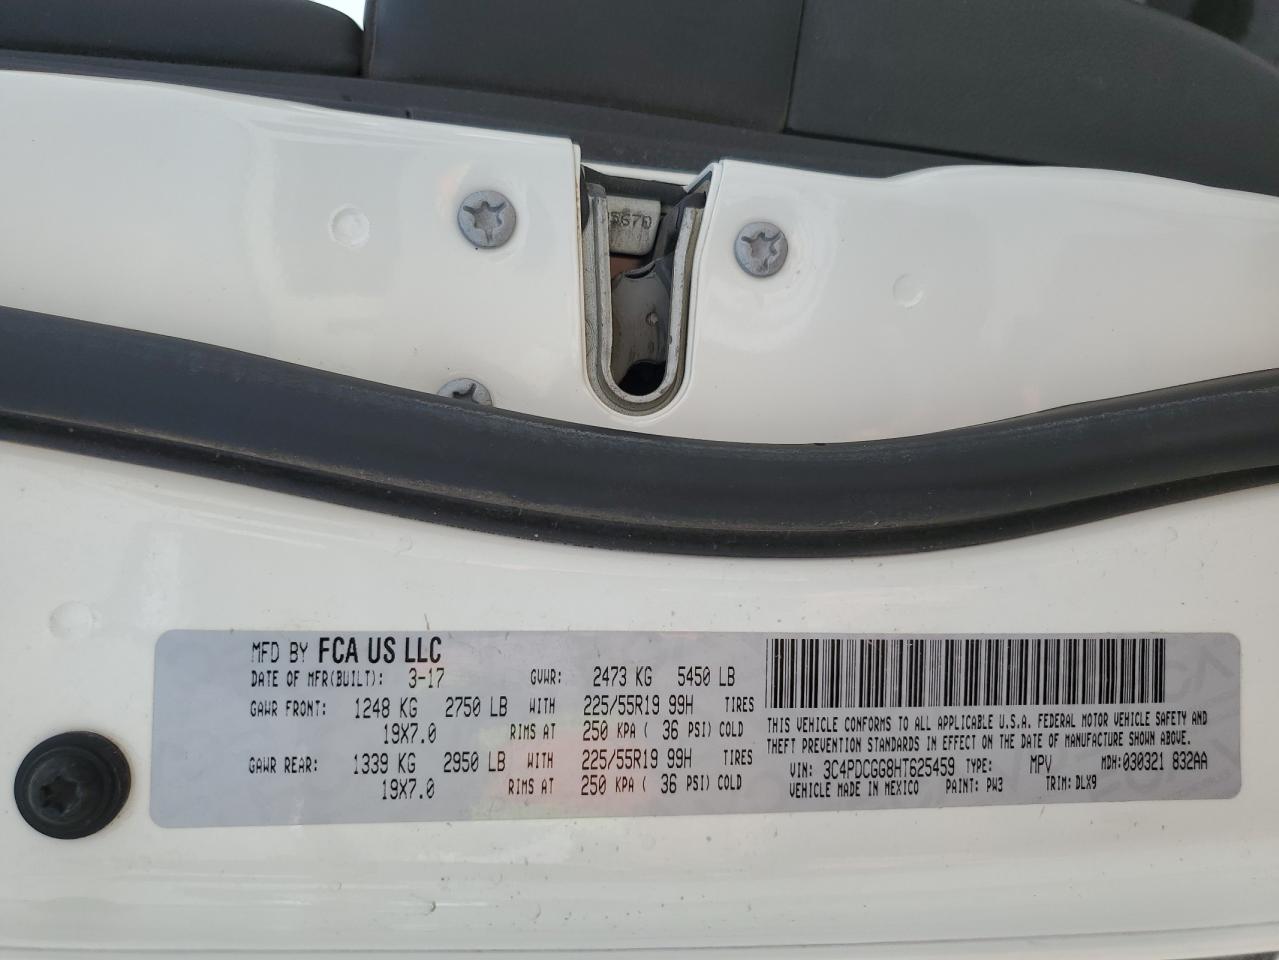 S67D
MFD BY FCA US LLC
DATE OF MFR(BUILT): 3-17 GVWR: 2473 KG 5450 LB
GAWR FRONT: 1248 KG 2750 LB WITH 225/55R19 99H TIRES
19X7.0 RIMS AT 250 KPA ( 36 PSI) COLD
GAWR REAR: 1339 KG 2950 LB WITH 225/55R19 99H TIRES
19X7.0 RIMS AT 250 KPA ( 36 PSI) COLD
THIS VEHICLE CONFORMS TO ALL APPLICABLE U.S.A. FEDERAL MOTOR VEHICLE SAFETY AND
THEFT PREVENTION STANDARDS IN EFFECT ON THE DATE OF MANUFACTURE SHOWN ABOVE.
VIN: 3C4PDCGG8HT625459 TYPE: MPV MDH: 030321 832AA
VEHICLE MADE IN MEXICO PAINT: PW3 TRIM: DLX9